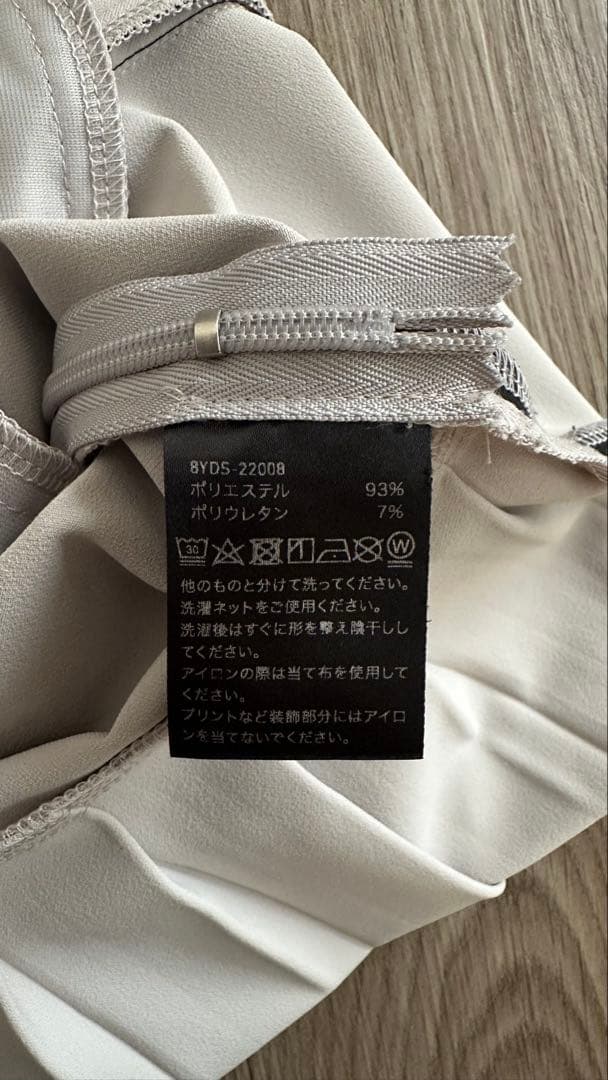 8YDS-22008
ポリエステル 93%
ポリウレタン 7%
30 W
他のものと分けて洗ってください。
洗濯ネットをご使用ください。
洗濯後はすぐに形を整え陰干しし
てください。
アイロンの際は当て布を使用して
ください。
プリントなど装飾部分にはアイロ
ンを当てないでください。